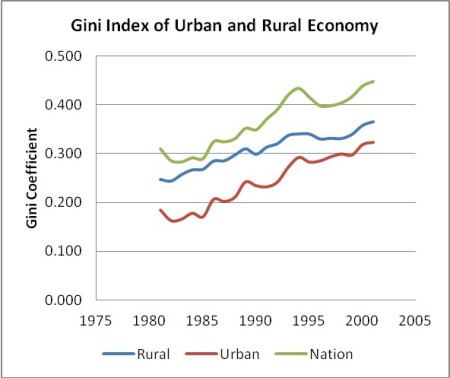 Gini Index of Urban and Rural Economy
0.500
0.400
0.300
0.200
0.100
0.000
Gini Coefficient
1975 1980 1985 1990 1995 2000 2005
Rural Urban Nation